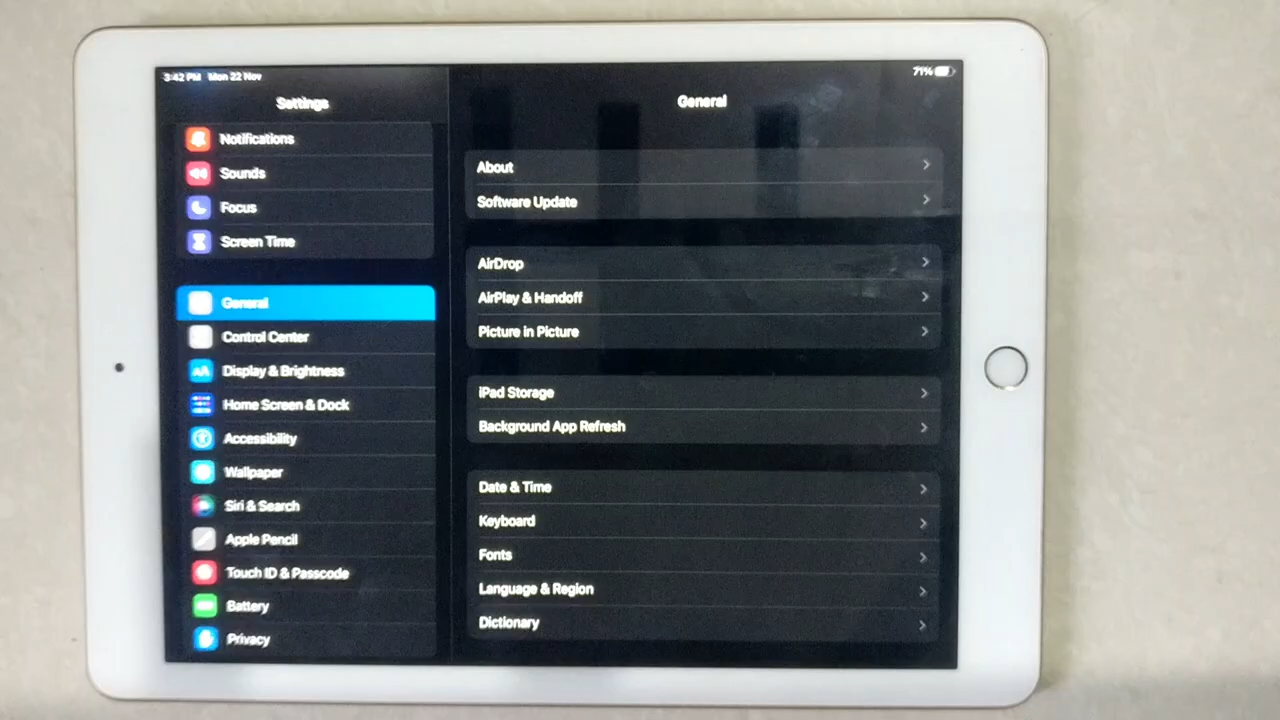 3:42 PM Mon 22 Nov
71%
Settings
Notifications
Sounds
Focus
Screen Time
General
Control Center
AA Display & Brightness
Home Screen & Dock
Accessibility
Wallpaper
Siri & Search
Apple Pencil
Touch ID & Passcode
Battery
Privacy
General
About
Software Update
AirDrop
AirPlay & Handoff
Picture in Picture
iPad Storage
Background App Refresh
Date & Time
Keyboard
Fonts
Language & Region
Dictionary